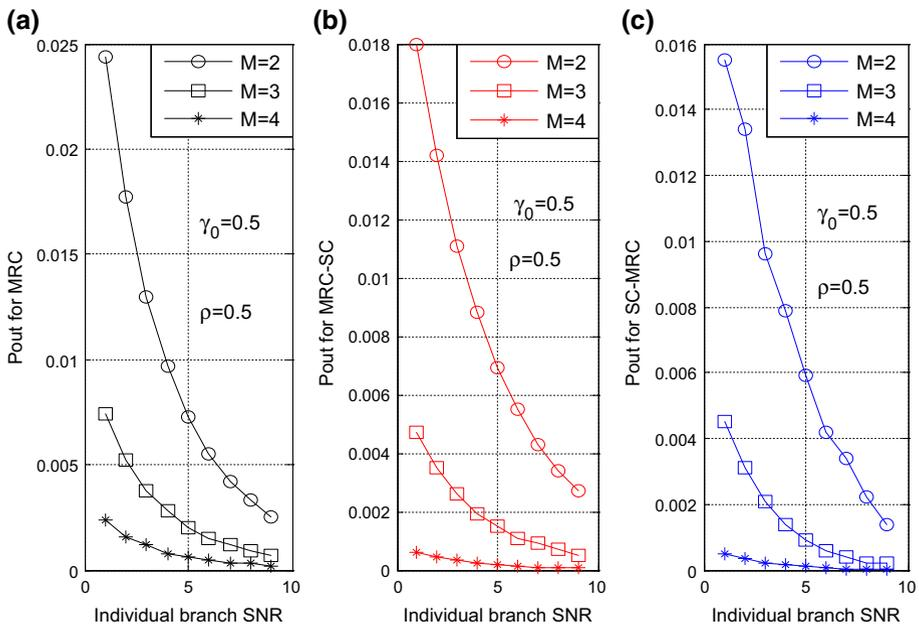 (a)
0.025
0.02
0.015
0.01
0.005
0
0
5
10
Pout for MRC
Individual branch SNR
M=2
M=3
M=4
γ0=0.5
ρ=0.5
(b)
0.018
0.016
0.014
0.012
0.01
0.008
0.006
0.004
0.002
0
0
5
10
Pout for MRC-SC
Individual branch SNR
M=2
M=3
M=4
γ0=0.5
ρ=0.5
(c)
0.016
0.014
0.012
0.01
0.008
0.006
0.004
0.002
0
0
5
10
Pout for SC-MRC
Individual branch SNR
M=2
M=3
M=4
γ0=0.5
ρ=0.5